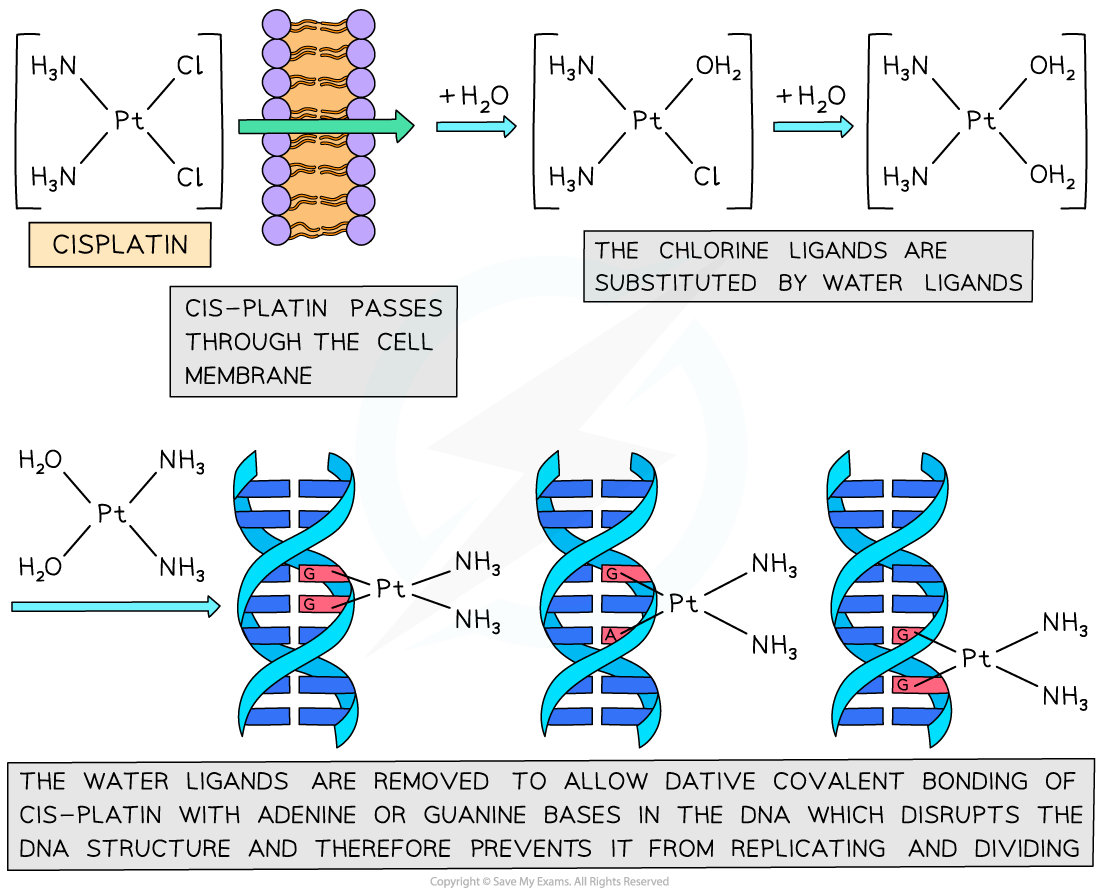 H₃N Cl
Pt
H₃N Cl
+H₂O
H₃N OH₂
Pt
H₃N Cl
+H₂O
H₃N OH₂
Pt
H₃N OH₂
CISPLATIN
THE CHLORINE LIGANDS ARE
SUBSTITUTED BY WATER LIGANDS
CIS-PLATIN PASSES
THROUGH THE CELL
MEMBRANE
H₂O NH₃
Pt
H₂O NH₃
G
G
Pt
NH₃
NH₃
G
A
Pt
NH₃
NH₃
G
G
Pt
NH₃
NH₃
THE WATER LIGANDS ARE REMOVED TO ALLOW DATIVE COVALENT BONDING OF
CIS-PLATIN WITH ADENINE OR GUANINE BASES IN THE DNA WHICH DISRUPTS THE
DNA STRUCTURE AND THEREFORE PREVENTS IT FROM REPLICATING AND DIVIDING
Copyright © Save My Exams. All Rights Reserved